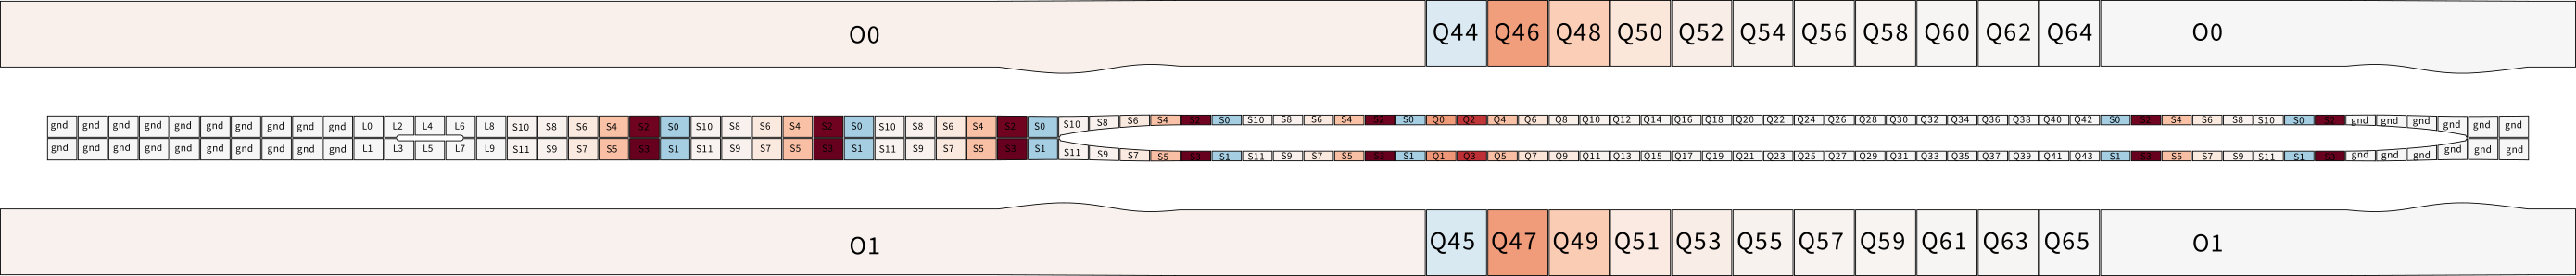 O0 Q44 Q46 Q48 Q50 Q52 Q54 Q56 Q58 Q60 Q62 Q64 O0
gnd gnd gnd gnd gnd gnd gnd gnd gnd gnd L0 L2 L4 L6 L8 S10 S8 S6 S4 S2 S0 S10 S8 S6 S4 S2 S0 S10 S8 S6 S4 S2 S0 S10 S8 S6 S4 S2 S0 S10 S8 S6 S4 S2 S0 Q0 Q2 Q4 Q6 Q8 Q10 Q12 Q14 Q16 Q18 Q20 Q22 Q24 Q26 Q28 Q30 Q32 Q34 Q36 Q38 Q40 Q42 S0 S2 S4 S6 S8 S10 S0 S2 gnd gnd gnd gnd gnd gnd
gnd gnd gnd gnd gnd gnd gnd gnd gnd gnd L1 L3 L5 L7 L9 S11 S9 S7 S5 S3 S1 S11 S9 S7 S5 S3 S1 S11 S9 S7 S5 S3 S1 S11 S9 S7 S5 S3 S1 S11 S9 S7 S5 S3 S1 Q1 Q3 Q5 Q7 Q9 Q11 Q13 Q15 Q17 Q19 Q21 Q23 Q25 Q27 Q29 Q31 Q33 Q35 Q37 Q39 Q41 Q43 S1 S3 S5 S7 S9 S11 S1 S3 gnd gnd gnd gnd gnd gnd
O1 Q45 Q47 Q49 Q51 Q53 Q55 Q57 Q59 Q61 Q63 Q65 O1